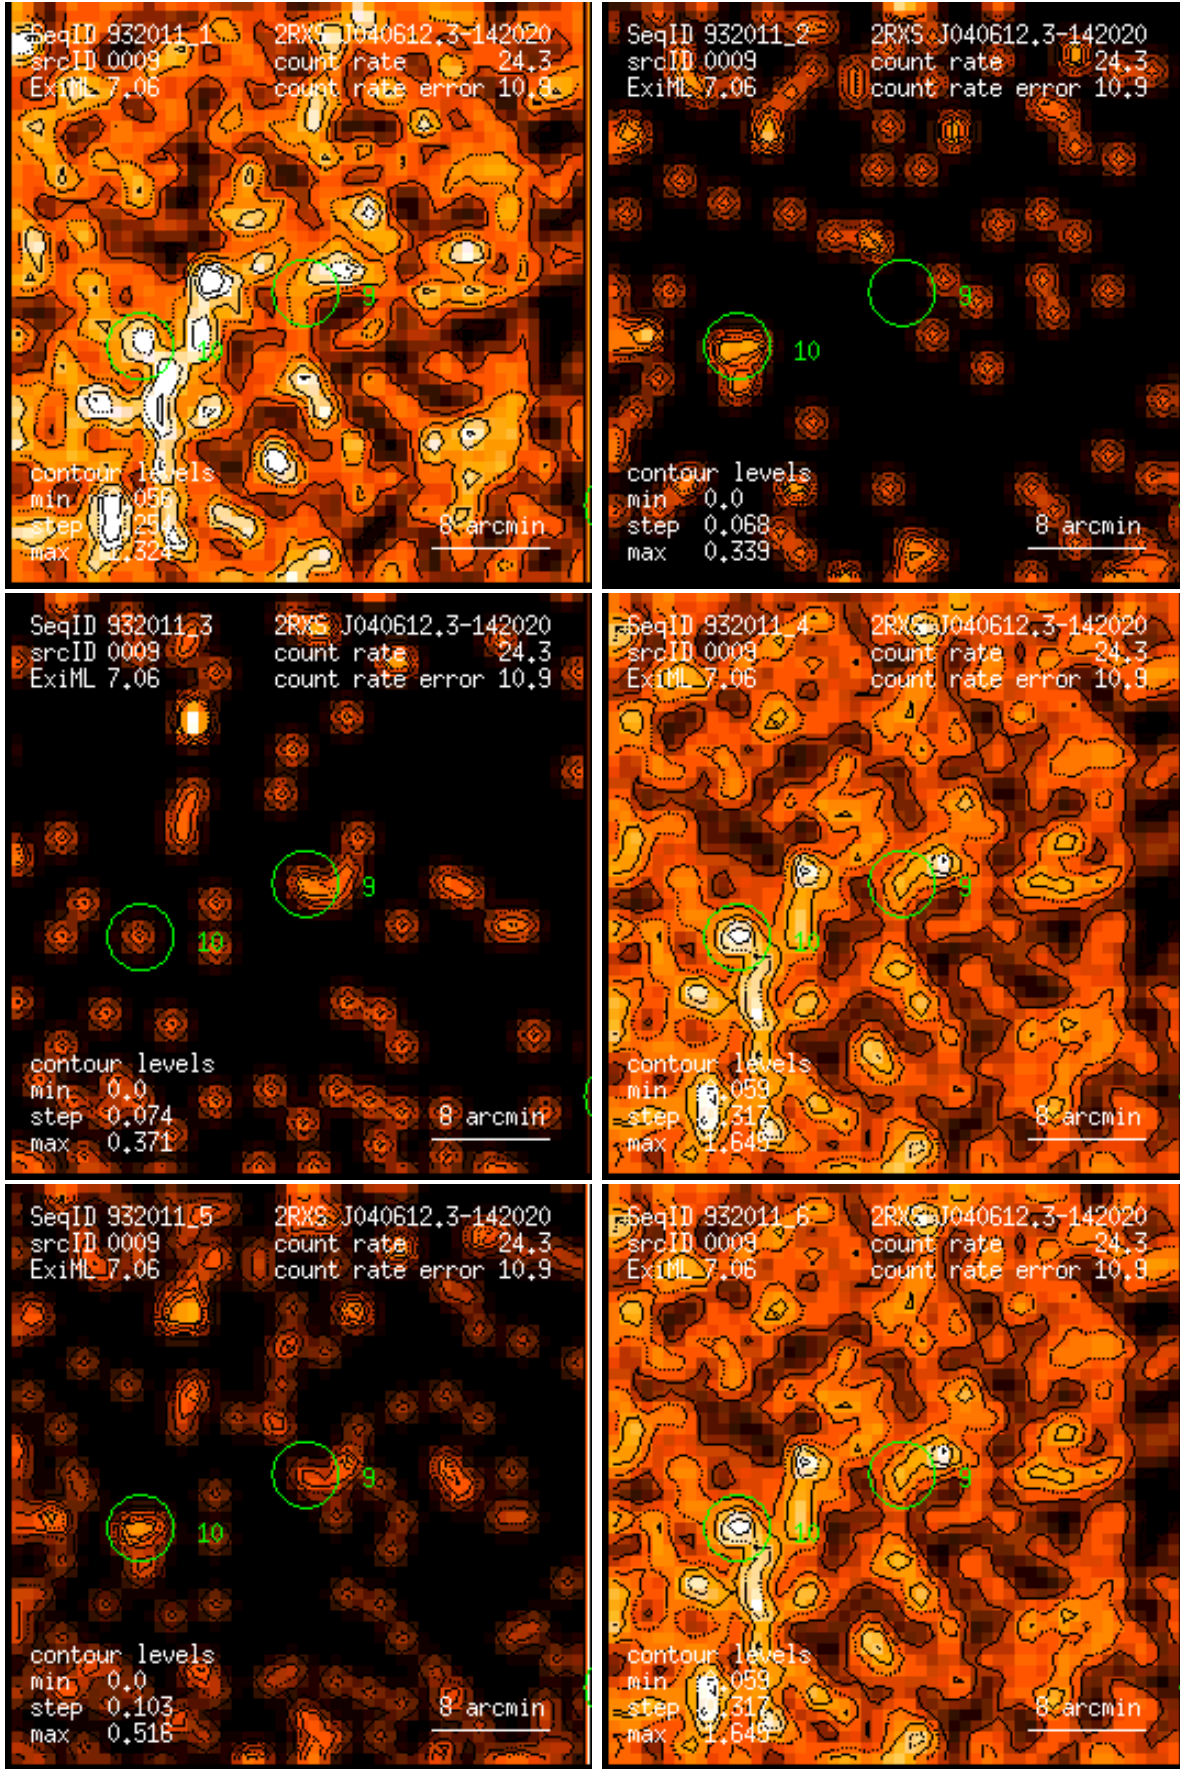 SeqID 932011_1 2RXS J040612.3-142020
srcID 0009 count rate 24.3
ExiML 7.06 count rate error 10.9
9
10
contour levels
min .056
step .254
max 1.324
8 arcmin
SeqID 932011_2 2RXS J040612.3-142020
srcID 0009 count rate 24.3
ExiML 7.06 count rate error 10.9
9
10
contour levels
min 0.0
step 0.068
max 0.339
8 arcmin
SeqID 932011_3 2RXS J040612.3-142020
srcID 0009 count rate 24.3
ExiML 7.06 count rate error 10.9
9
10
contour levels
min 0.0
step 0.074
max 0.371
8 arcmin
SeqID 932011_4 2RXS J040612.3-142020
srcID 0009 count rate 24.3
ExiML 7.06 count rate error 10.9
9
10
contour levels
min 0.059
step .317
max 1.645
8 arcmin
SeqID 932011_5 2RXS J040612.3-142020
srcID 0009 count rate 24.3
ExiML 7.06 count rate error 10.9
9
10
contour levels
min 0.0
step 0.103
max 0.516
8 arcmin
SeqID 932011_6 2RXS J040612.3-142020
srcID 0009 count rate 24.3
ExiML 7.06 count rate error 10.9
9
10
contour levels
min 0.059
step .317
max 1.645
8 arcmin